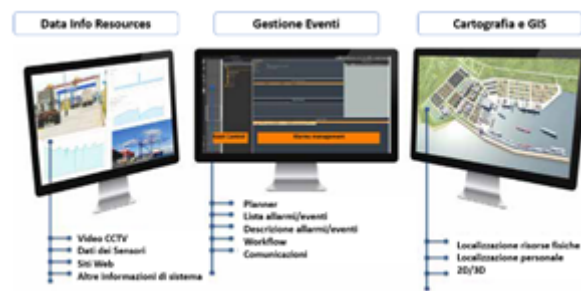 Data Info Resources
Gestione Eventi
Cartografia e GIS
Alarms management
Video CCTV
Dati dei Sensori
Siti Web
Altre informazioni di sistema
Planner
Lista allarmi/eventi
Descrizione allarmi/eventi
Workflow
Comunicazioni
Localizzazione risorse fisiche
Localizzazione personale
2D/3D